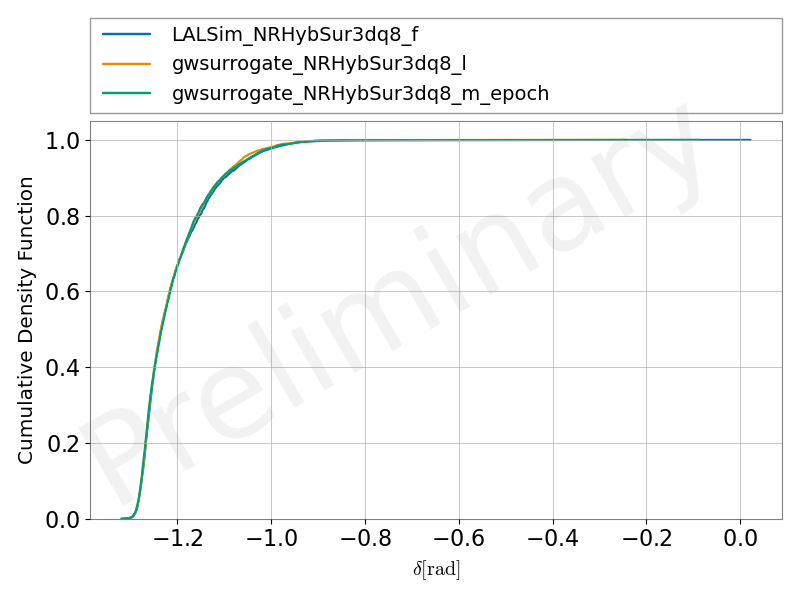 LALSim_NRHybSur3dq8_f
gwsurrogate_NRHybSur3dq8_l
gwsurrogate_NRHybSur3dq8_m_epoch
1.0
0.8
0.6
0.4
0.2
0.0
Cumulative Density Function
Preliminary
−1.2 −1.0 −0.8 −0.6 −0.4 −0.2 0.0
δ[rad]